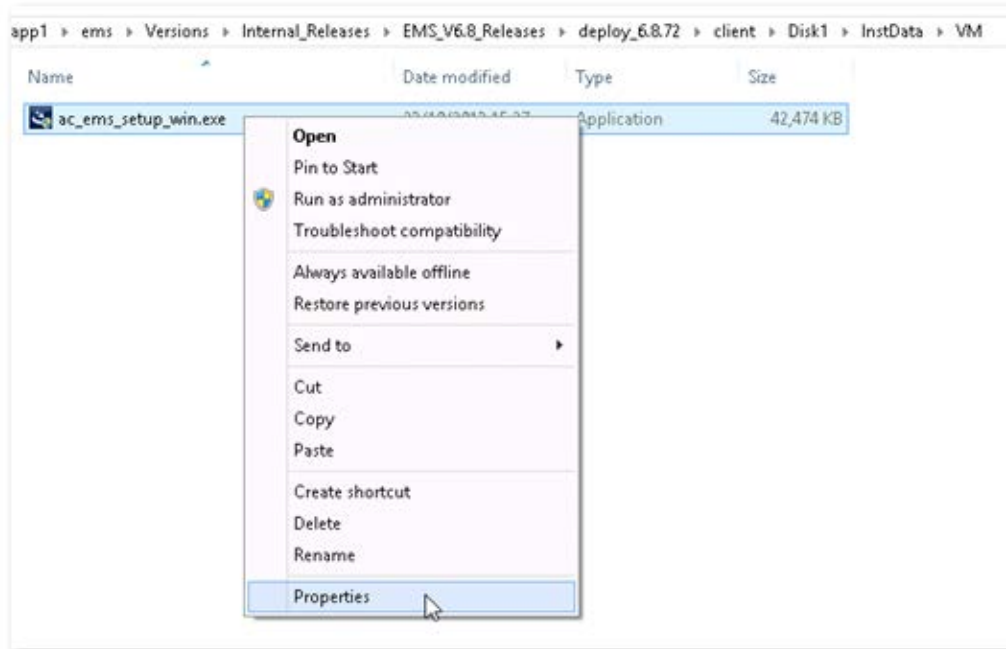 app1 ▸ ems ▸ Versions ▸ Internal_Releases ▸ EMS_V6.8_Releases ▸ deploy_6.8.72 ▸ client ▸ Disk1 ▸ InstData ▸ VM
Name Date modified Type Size
ac_ems_setup_win.exe Application 42,474 KB
Open
Pin to Start
Run as administrator
Troubleshoot compatibility
Always available offline
Restore previous versions
Send to
Cut
Copy
Paste
Create shortcut
Delete
Rename
Properties